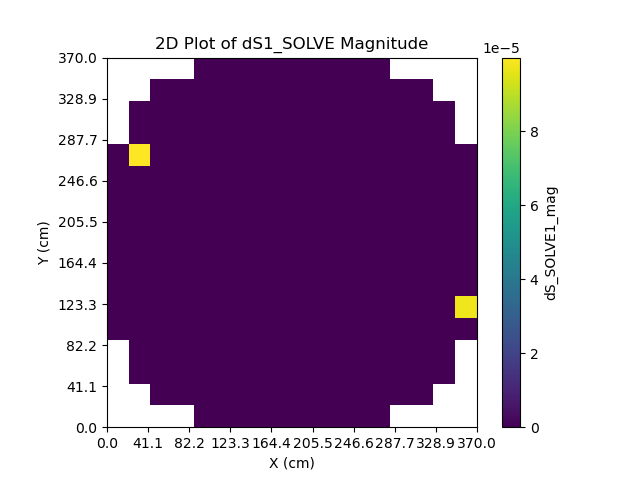 2D Plot of dS1_SOLVE Magnitude
1e−5
370.0
328.9
287.7
246.6
205.5
164.4
123.3
82.2
41.1
0.0
Y (cm)
0.0 41.1 82.2 123.3 164.4 205.5 246.6 287.7 328.9 370.0
X (cm)
8
6
4
2
0
dS_SOLVE1_mag